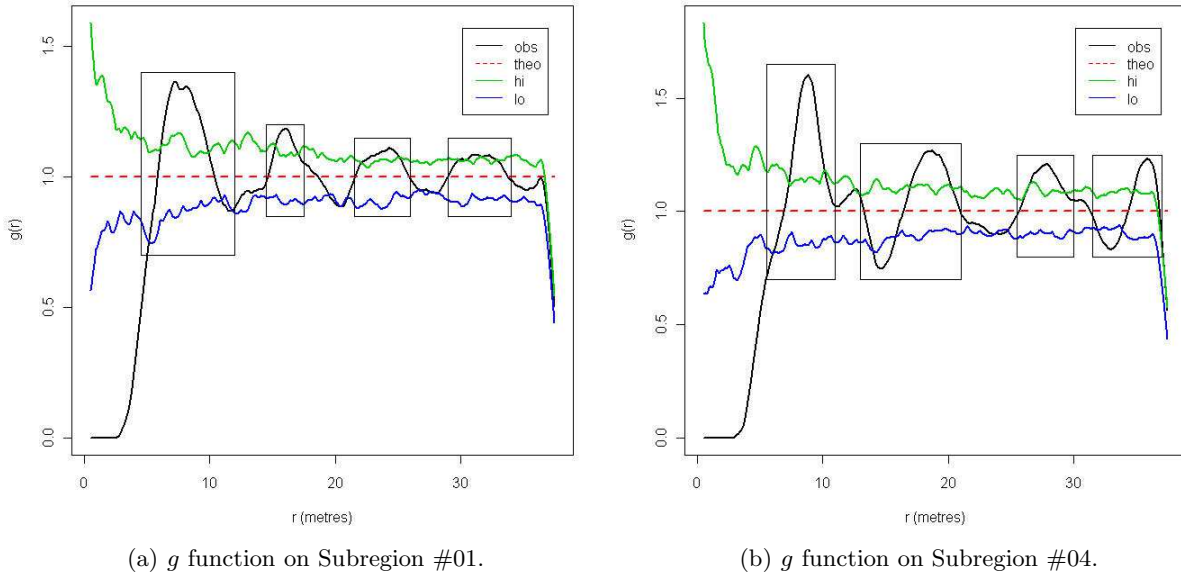 obs
theo
hi
lo
g(r)
0.0
0.5
1.0
1.5
0
10
20
30
r (metres)
(a) g function on Subregion #01.
obs
theo
hi
lo
g(r)
0.0
0.5
1.0
1.5
0
10
20
30
r (metres)
(b) g function on Subregion #04.